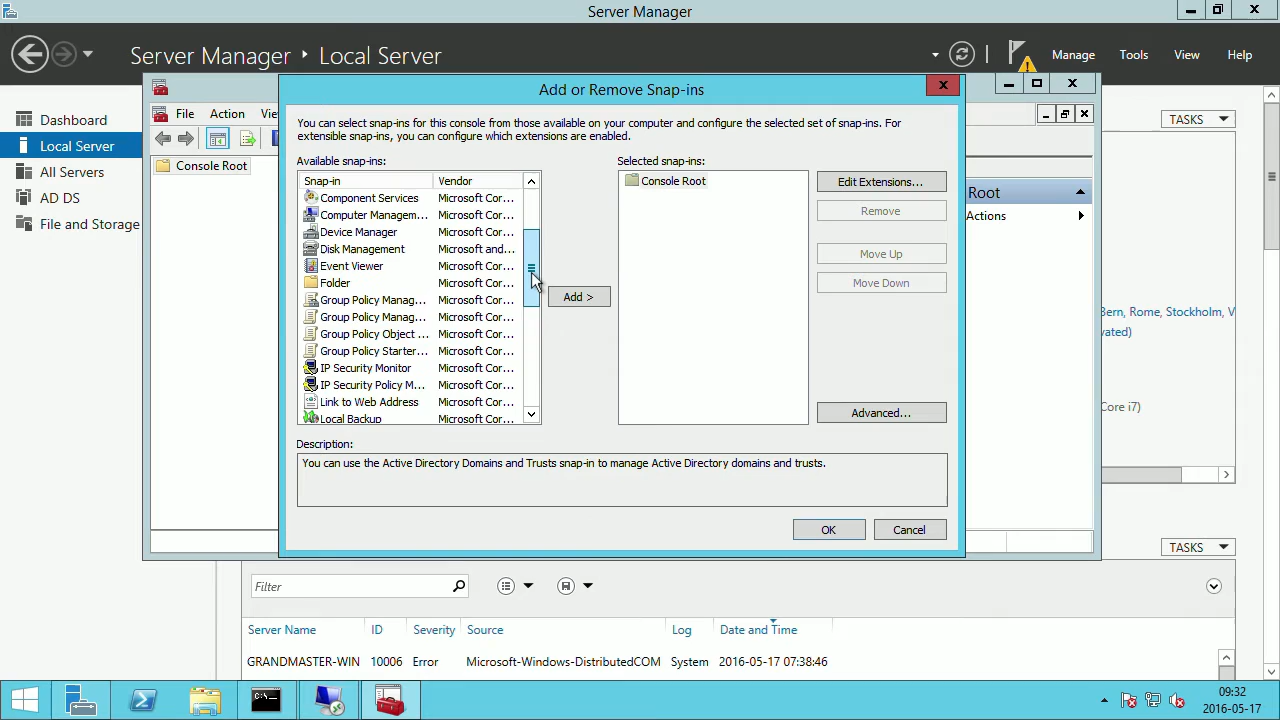 Server Manager
Server Manager ‣ Local Server
Manage Tools View Help
Dashboard
Local Server
All Servers
AD DS
File and Storage
File Action
Console Root
Add or Remove Snap-ins
You can select snap-ins for this console from those available on your computer and configure the selected set of snap-ins. For
extensible snap-ins, you can configure which extensions are enabled.
Available snap-ins:
Snap-in Vendor
Component Services Microsoft Cor...
Computer Managem... Microsoft Cor...
Device Manager Microsoft Cor...
Disk Management Microsoft and...
Event Viewer Microsoft Cor...
Folder Microsoft Cor...
Group Policy Manag... Microsoft Cor...
Group Policy Manag... Microsoft Cor...
Group Policy Object ... Microsoft Cor...
Group Policy Starter... Microsoft Cor...
IP Security Monitor Microsoft Cor...
IP Security Policy M... Microsoft Cor...
Link to Web Address Microsoft Cor...
Local Backup Microsoft Cor...
Add >
Selected snap-ins:
Console Root
Edit Extensions...
Remove
Move Up
Move Down
Advanced...
Description:
You can use the Active Directory Domains and Trusts snap-in to manage Active Directory domains and trusts.
OK Cancel
Root
Actions
TASKS
Bern, Rome, Stockholm, V
vated)
Core i7)
TASKS
Filter
Server Name ID Severity Source Log Date and Time
GRANDMASTER-WIN 10006 Error Microsoft-Windows-DistributedCOM System 2016-05-17 07:38:46
09:32
2016-05-17